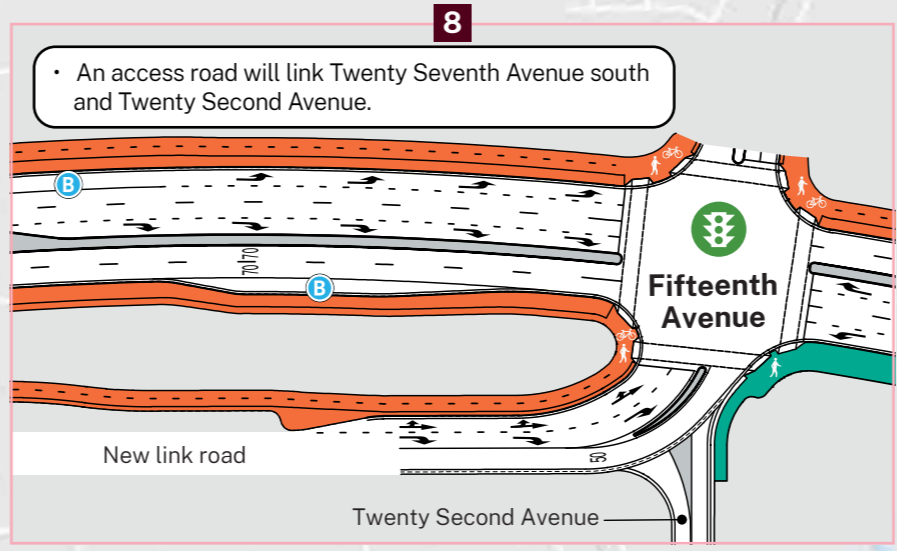 8
· An access road will link Twenty Seventh Avenue south
and Twenty Second Avenue.
B
70 70
B
Fifteenth
Avenue
New link road
50
Twenty Second Avenue